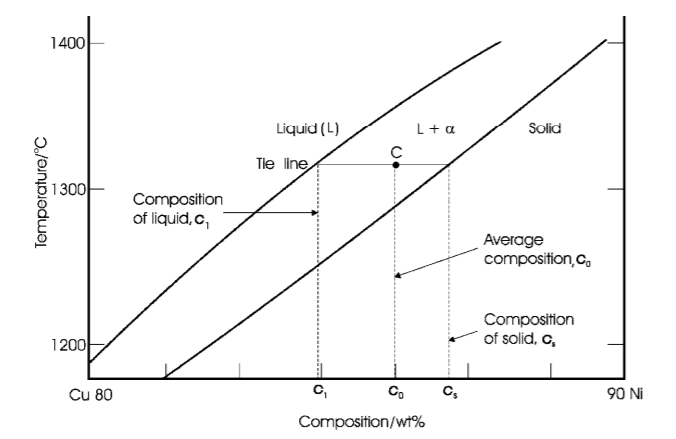 1400
Liquid (L)
L + α
Solid
Tie line
C
Temperature/°C
1300
Composition
of liquid, c₁
Average
composition, c₀
Composition
of solid, cₛ
1200
Cu 80
c₁
c₀
cₛ
90 Ni
Composition/wt%